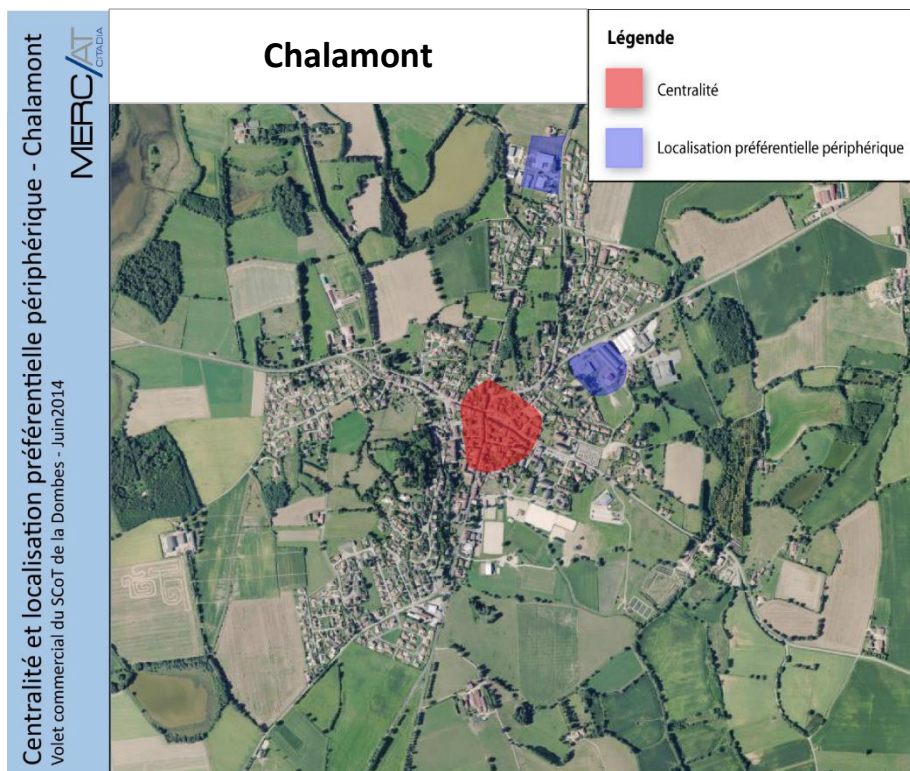 Centralité et localisation préférentielle périphérique - Chalamont
Volet commercial du SCoT de la Dombes - Juin2014
MERC/AT
CITADIA
Chalamont
Légende
Centralité
Localisation préférentielle périphérique